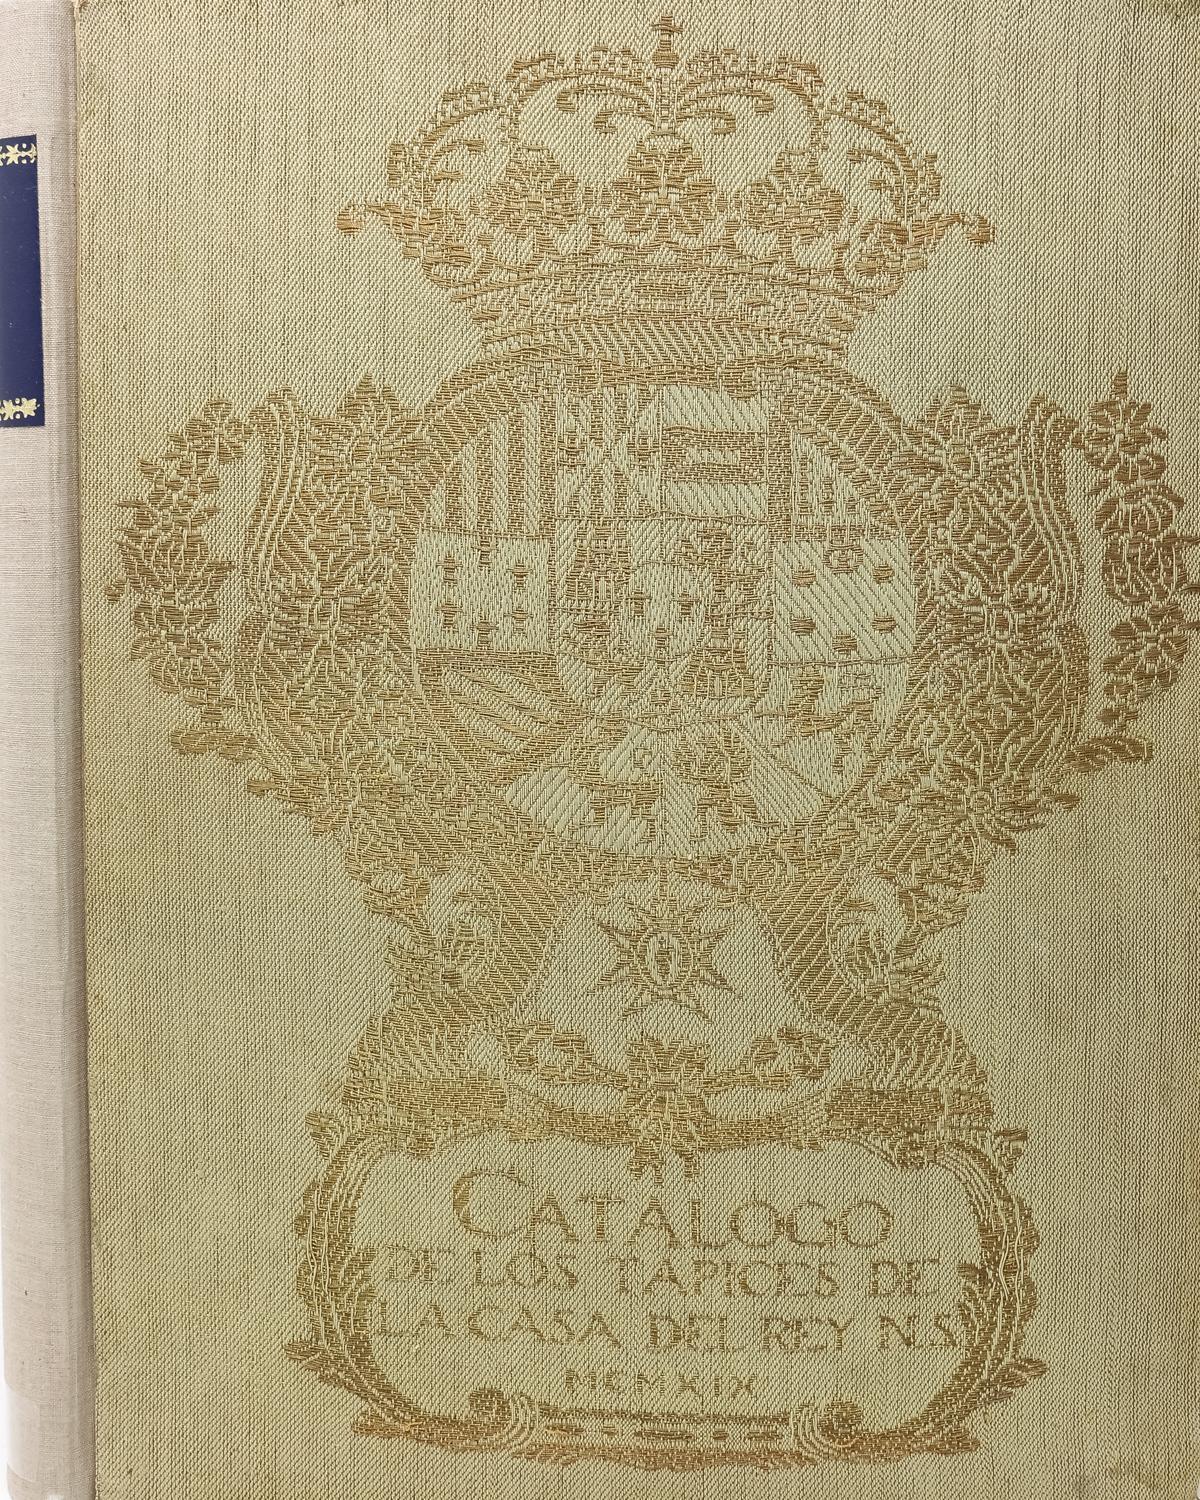 CATALOGO
DE LOS TAPICES DE
LA CASA DEL REY N.S.
MCMXIX